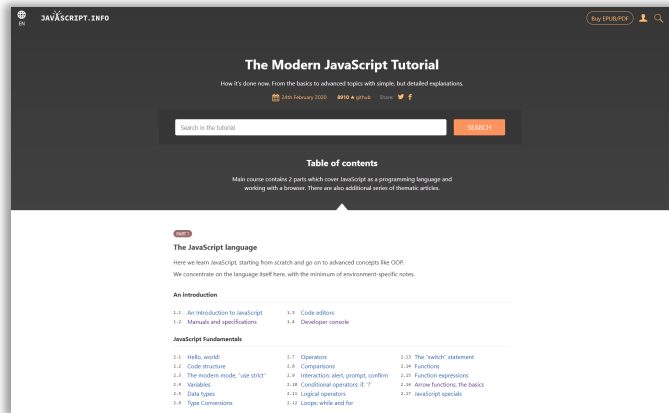 EN
JAVASCRIPT.INFO
Buy EPUB/PDF
The Modern JavaScript Tutorial
How it's done now. From the basics to advanced topics with simple, but detailed explanations.
24th February 2020 8910 ★ github Share
Search in the tutorial
SEARCH
Table of contents
Main course contains 2 parts which cover JavaScript as a programming language and
working with a browser. There are also additional series of thematic articles.
PART 1
The JavaScript language
Here we learn JavaScript, starting from scratch and go on to advanced concepts like OOP.
We concentrate on the language itself here, with the minimum of environment-specific notes.
An introduction
1.1 An Introduction to JavaScript
1.2 Manuals and specifications
1.3 Code editors
1.4 Developer console
JavaScript Fundamentals
2.1 Hello, world!
2.2 Code structure
2.3 The modern mode, "use strict"
2.4 Variables
2.5 Data types
2.6 Type Conversions
2.7 Operators
2.8 Comparisons
2.9 Interaction: alert, prompt, confirm
2.10 Conditional operators: if, '?'
2.11 Logical operators
2.12 Loops: while and for
2.13 The "switch" statement
2.14 Functions
2.15 Function expressions
2.16 Arrow functions, the basics
2.17 JavaScript specials